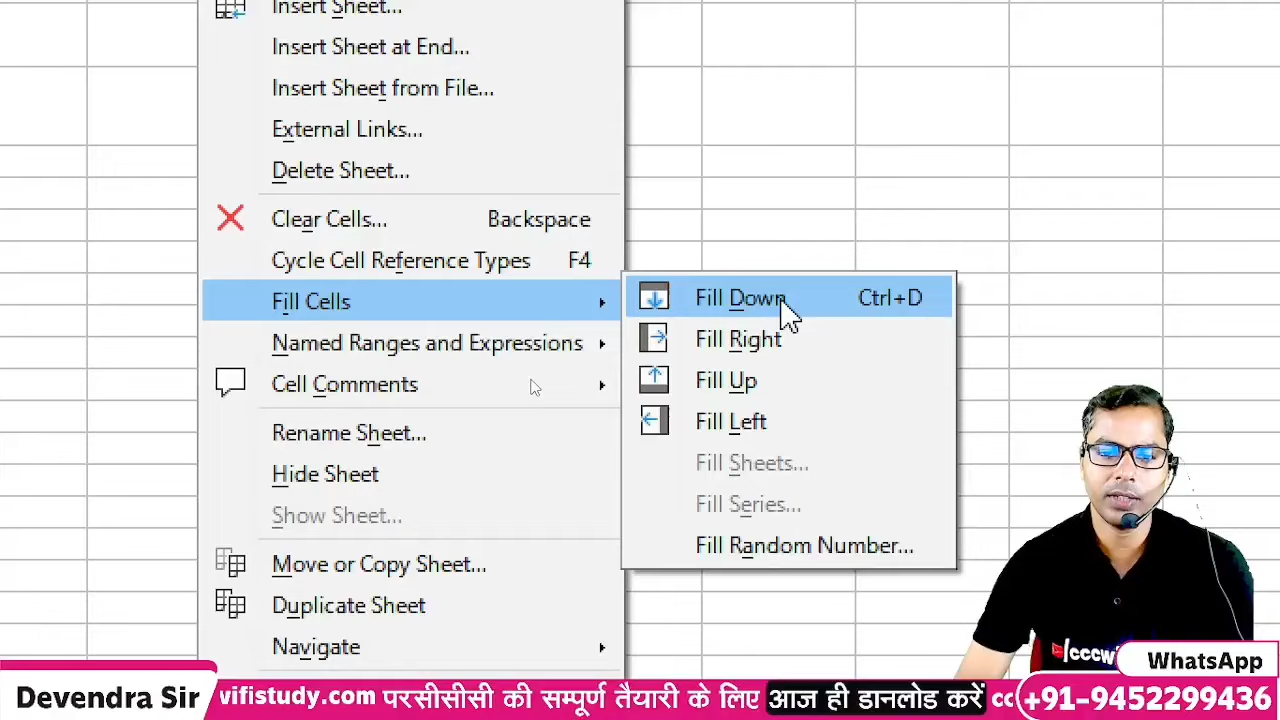 Insert Sheet...
Insert Sheet at End...
Insert Sheet from File...
External Links...
Delete Sheet...
Clear Cells... Backspace
Cycle Cell Reference Types F4
Fill Cells
Named Ranges and Expressions
Cell Comments
Rename Sheet...
Hide Sheet
Show Sheet...
Move or Copy Sheet...
Duplicate Sheet
Navigate
Fill Down Ctrl+D
Fill Right
Fill Up
Fill Left
Fill Sheets...
Fill Series...
Fill Random Number...
/cccwi
WhatsApp
Devendra Sir
vifistudy.com परसीसीसी की सम्पूर्ण तैयारी के लिए आज ही डानलोड करें cc
+91-9452299436